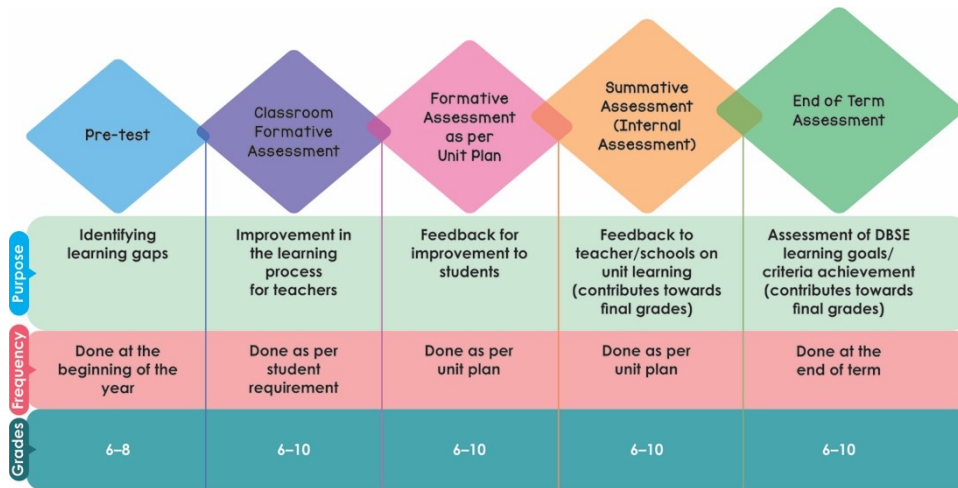 Pre-test
Classroom
Formative
Assessment
Formative
Assessment
as per
Unit Plan
Summative
Assessment
(Internal
Assessment)
End of Term
Assessment
Purpose
Identifying
learning gaps
Improvement in
the learning
process
for teachers
Feedback for
improvement to
students
Feedback to
teacher/schools on
unit learning
(contributes towards
final grades)
Assessment of DBSE
learning goals/
criteria achievement
(contributes towards
final grades)
Frequency
Done at the
beginning of the
year
Done as per
student
requirement
Done as per
unit plan
Done as per
unit plan
Done at the
end of term
Grades
6–8
6–10
6–10
6–10
6–10